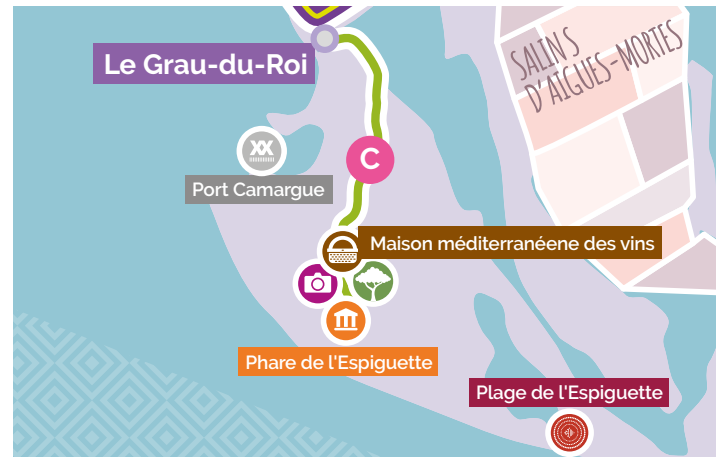 Le Grau-du-Roi
SALINS
D'AIGUES-MORTES
C
XX
Port Camargue
Maison méditerranéene des vins
Phare de l'Espiguette
Plage de l'Espiguette